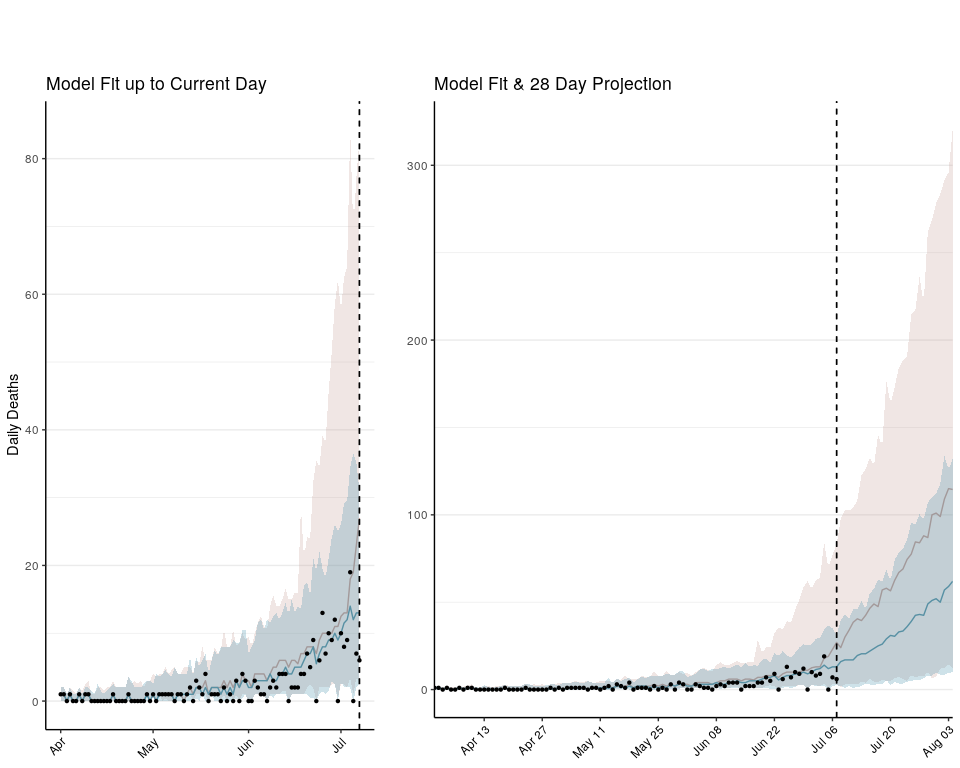 Model Fit up to Current Day
Daily Deaths
80
60
40
20
0
Apr
May
Jun
Jul
Model Fit & 28 Day Projection
300
200
100
0
Apr 13
Apr 27
May 11
May 25
Jun 08
Jun 22
Jul 06
Jul 20
Aug 03